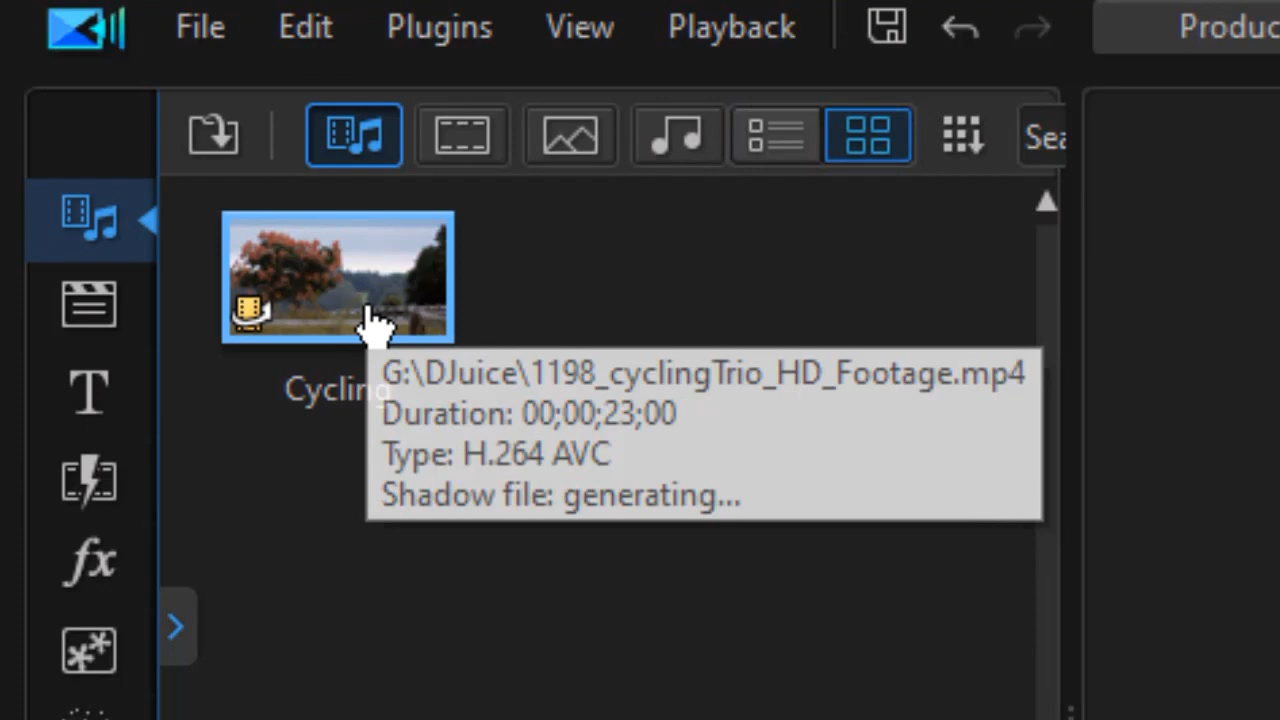 File Edit Plugins View Playback Produc
Sea
T
fx
Cycling
G:\DJuice\1198_cyclingTrio_HD_Footage.mp4
Duration: 00;00;23;00
Type: H.264 AVC
Shadow file: generating...